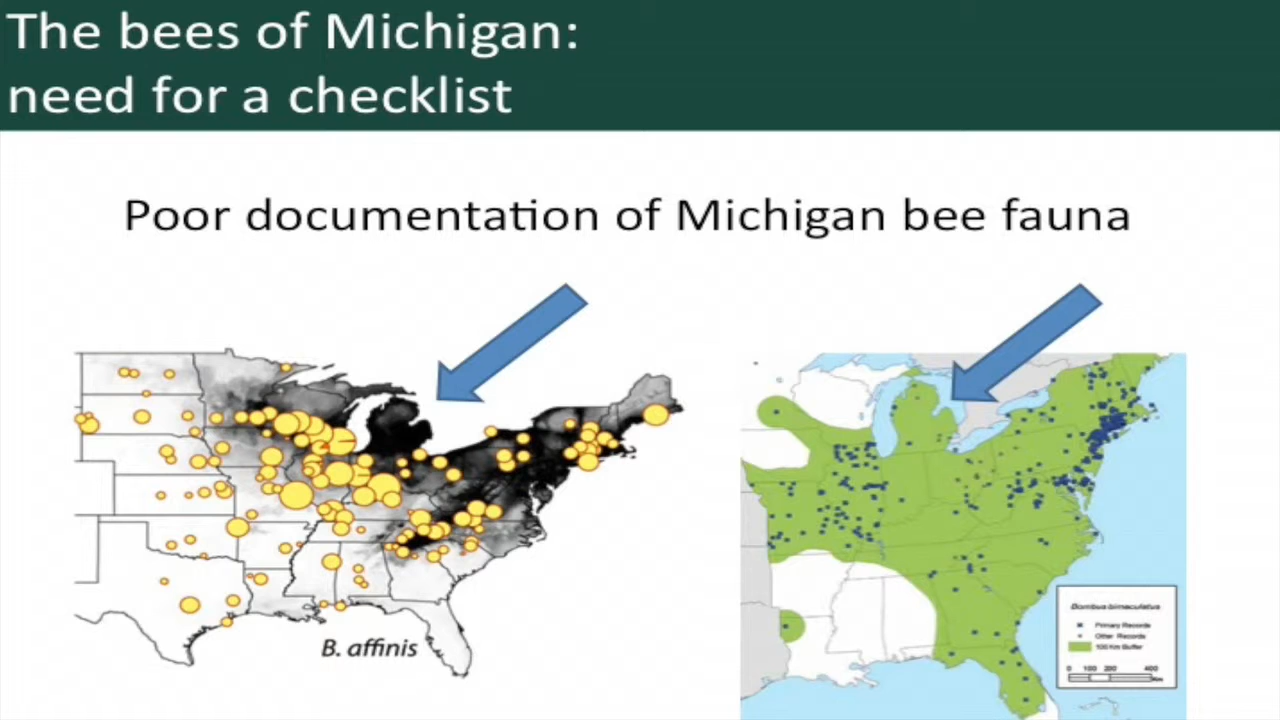 The bees of Michigan:
need for a checklist
Poor documentation of Michigan bee fauna
B. affinis
Bombus bimaculatus
Primary Records
Other Records
100 Km Buffer
0 100 200 400
Km